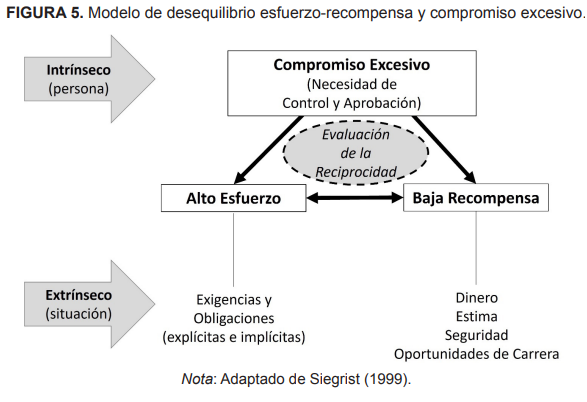 FIGURA 5. Modelo de desequilibrio esfuerzo-recompensa y compromiso excesivo.
Intrínseco
(persona)
Compromiso Excesivo
(Necesidad de
Control y Aprobación)
Evaluación
de la
Reciprocidad
Alto Esfuerzo
Baja Recompensa
Extrínseco
(situación)
Exigencias y
Obligaciones
(explícitas e implícitas)
Dinero
Estima
Seguridad
Oportunidades de Carrera
Nota: Adaptado de Siegrist (1999).